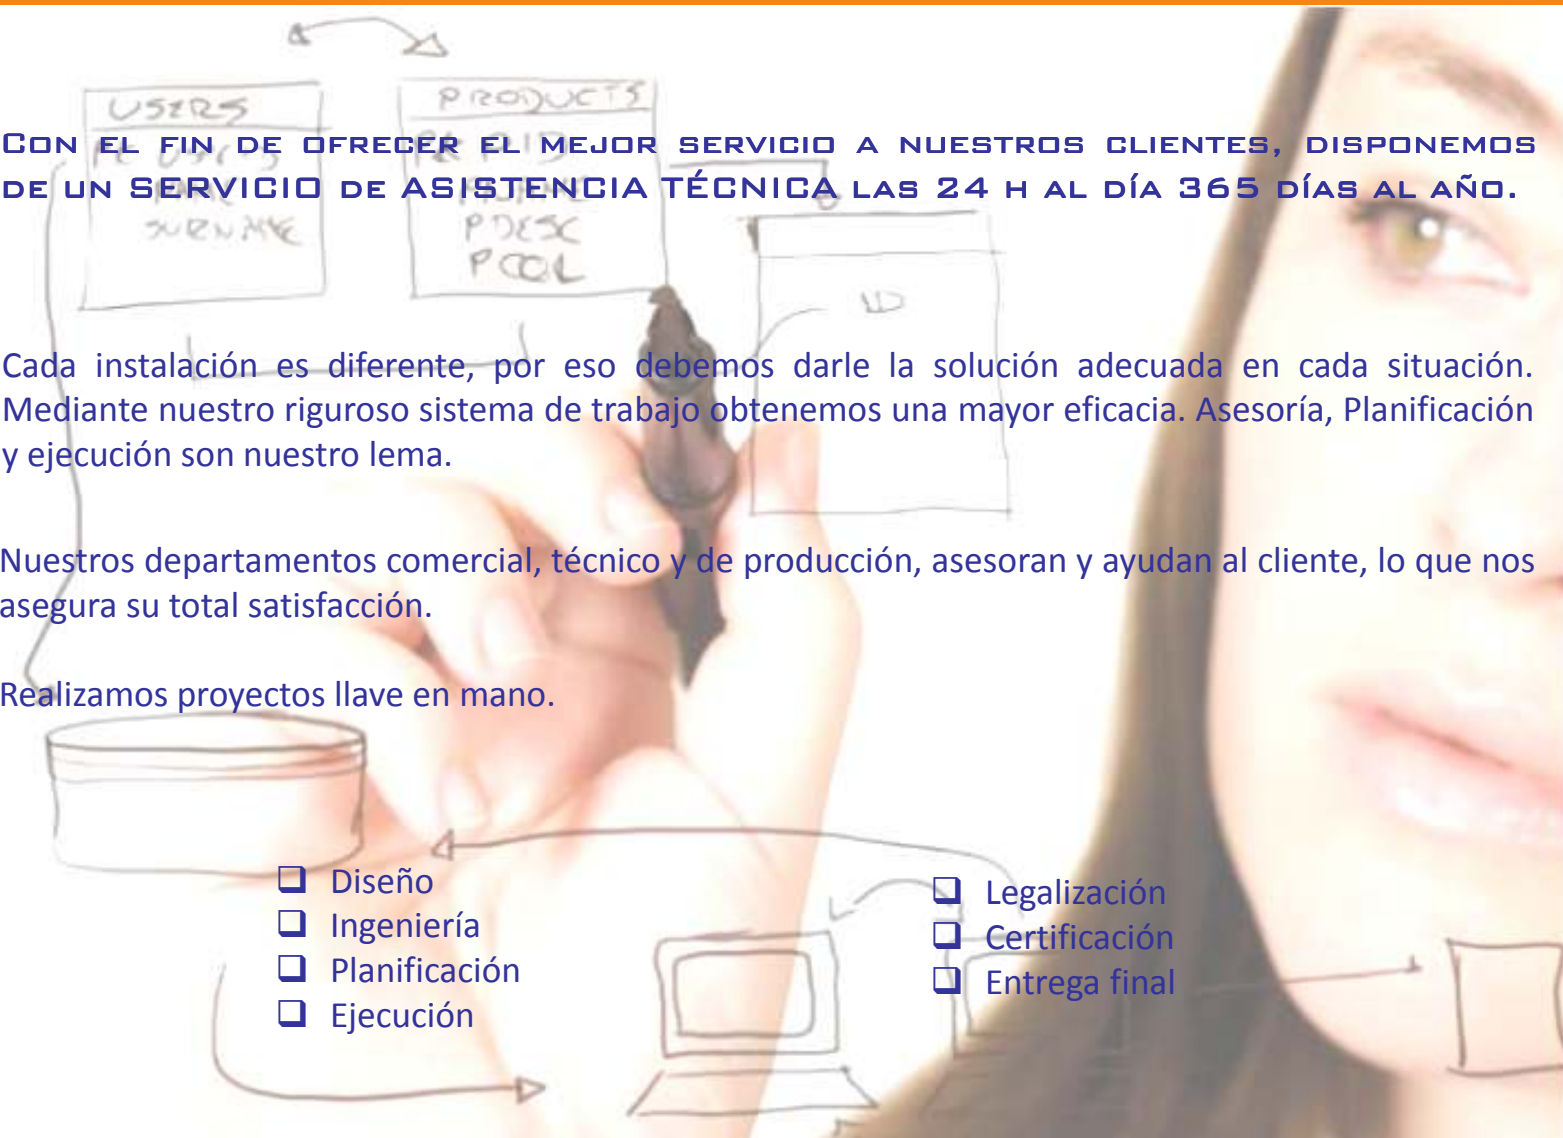 USERS
PRODUCTS
CON EL FIN DE OFRECER EL MEJOR SERVICIO A NUESTROS CLIENTES, DISPONEMOS
DE UN SERVICIO DE ASISTENCIA TÉCNICA LAS 24 H AL DÍA 365 DÍAS AL AÑO.
SURNAME
PDESC
ID
Cada instalación es diferente, por eso debemos darle la solución adecuada en cada situación.
Mediante nuestro riguroso sistema de trabajo obtenemos una mayor eficacia. Asesoría, Planificación
y ejecución son nuestro lema.
Nuestros departamentos comercial, técnico y de producción, asesoran y ayudan al cliente, lo que nos
asegura su total satisfacción.
Realizamos proyectos llave en mano.
❑ Diseño
❑ Ingeniería
❑ Planificación
❑ Ejecución
❑ Legalización
❑ Certificación
❑ Entrega final